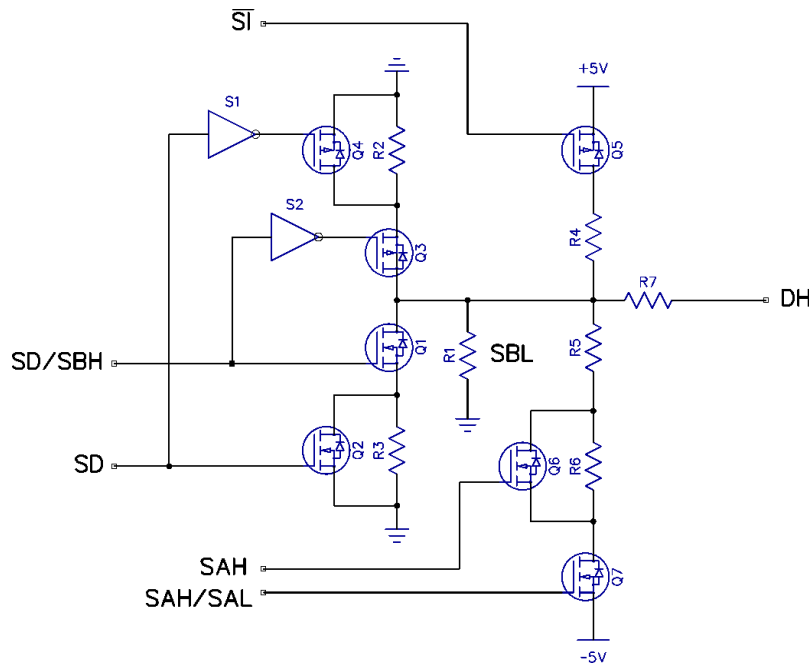 S̅I̅
+5V
S1
Q4
R2
Q5
S2
Q3
R4
R7
DH
Q1
R1
SBL
R5
SD/SBH
Q2
R3
SD
Q6
R6
SAH
Q7
SAH/SAL
-5V